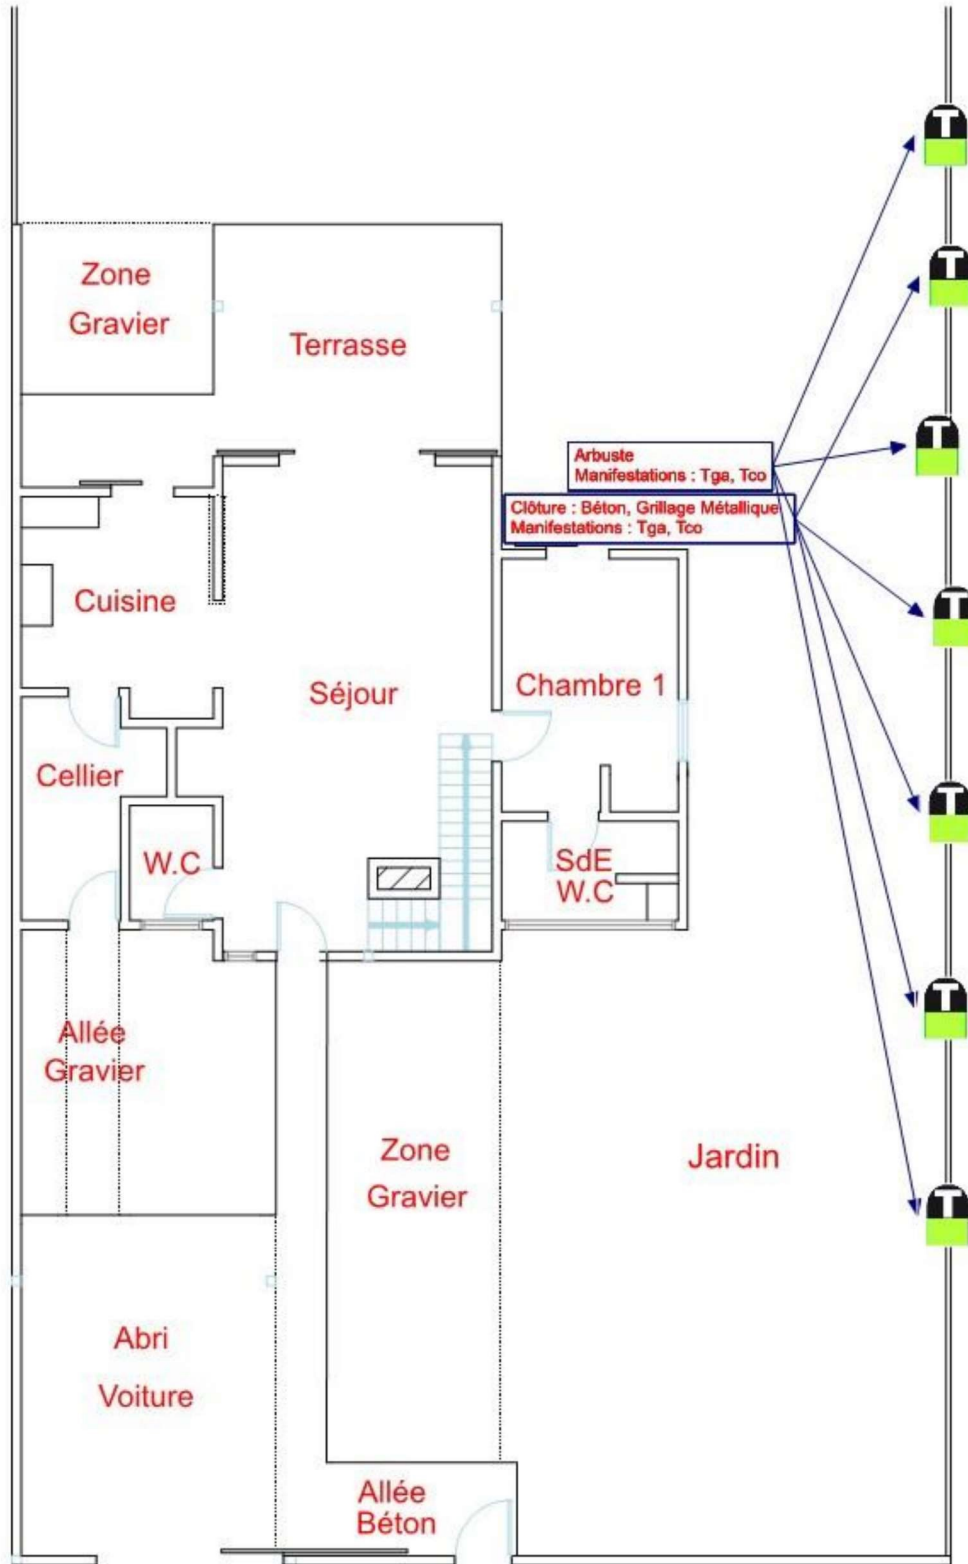 T
T
Zone
Gravier
Terrasse
T
Arbuste
Manifestations : Tga, Tco
Clôture : Béton, Grillage Métallique
Manifestations : Tga, Tco
Cuisine
T
Séjour
Chambre 1
Cellier
T
W.C
SdE
W.C
T
Allée
Gravier
Zone
Gravier
Jardin
T
Abri
Voiture
Allée
Béton